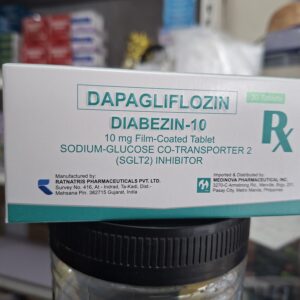 30 Tablets
DAPAGLIFLOZIN
DIABEZIN-10
10 mg Film-Coated Tablet
SODIUM-GLUCOSE CO-TRANSPORTER 2
(SGLT2) INHIBITOR
Rx
Manufactured by:
RATNATRIS PHARMACEUTICALS PVT. LTD.
Survey No. 416, At - Indrad, Ta-Kadi, Dist.-
Mehsana Pin. 382715 Gujarat, India
Imported & Distributed by:
MEDINOVA PHARMACEUTICAL INC.
Pasay City, Metro Manila, Philippines